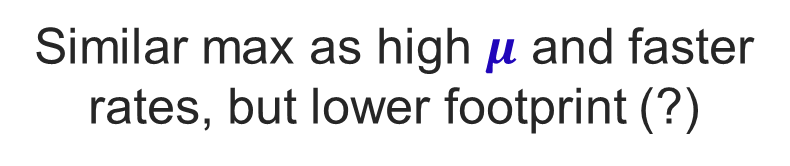 Similar max as high μ and faster
rates, but lower footprint (?)